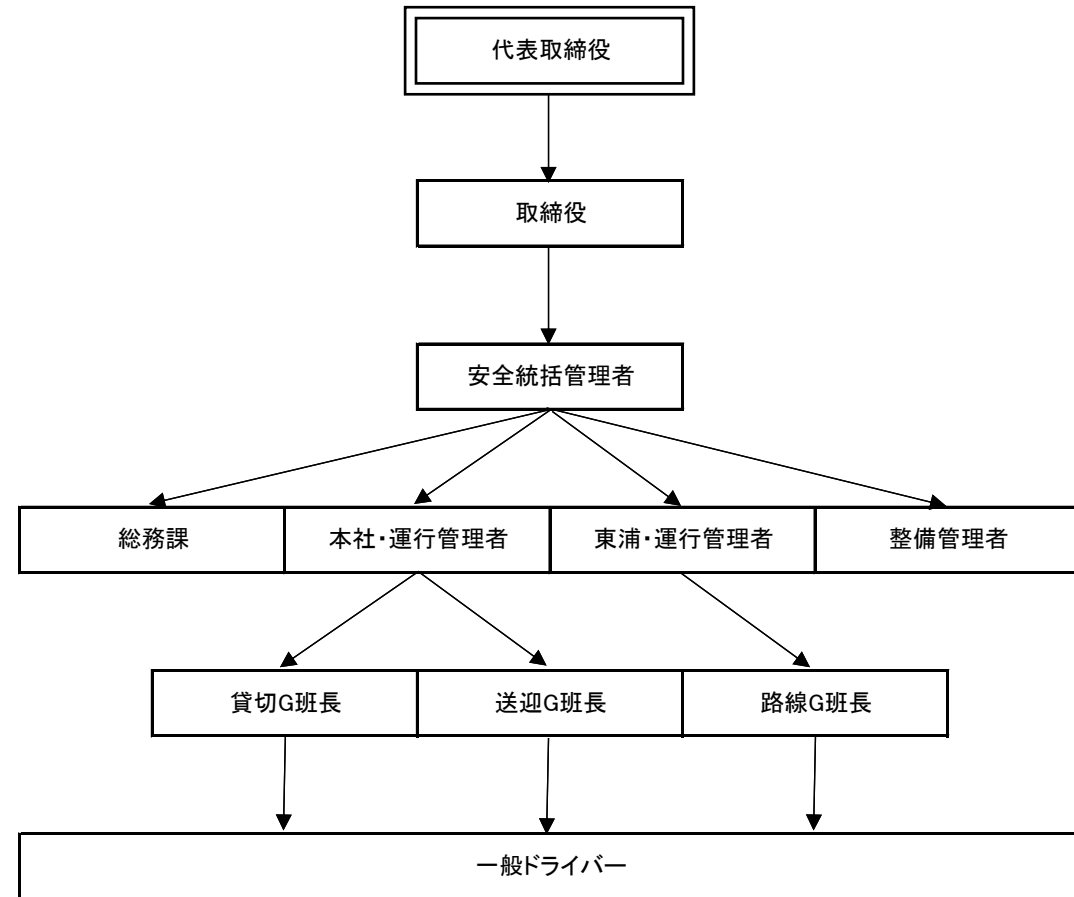 代表取締役
取締役
安全統括管理者
総務課
本社・運行管理者
東浦・運行管理者
整備管理者
貸切G班長
送迎G班長
路線G班長
一般ドライバー